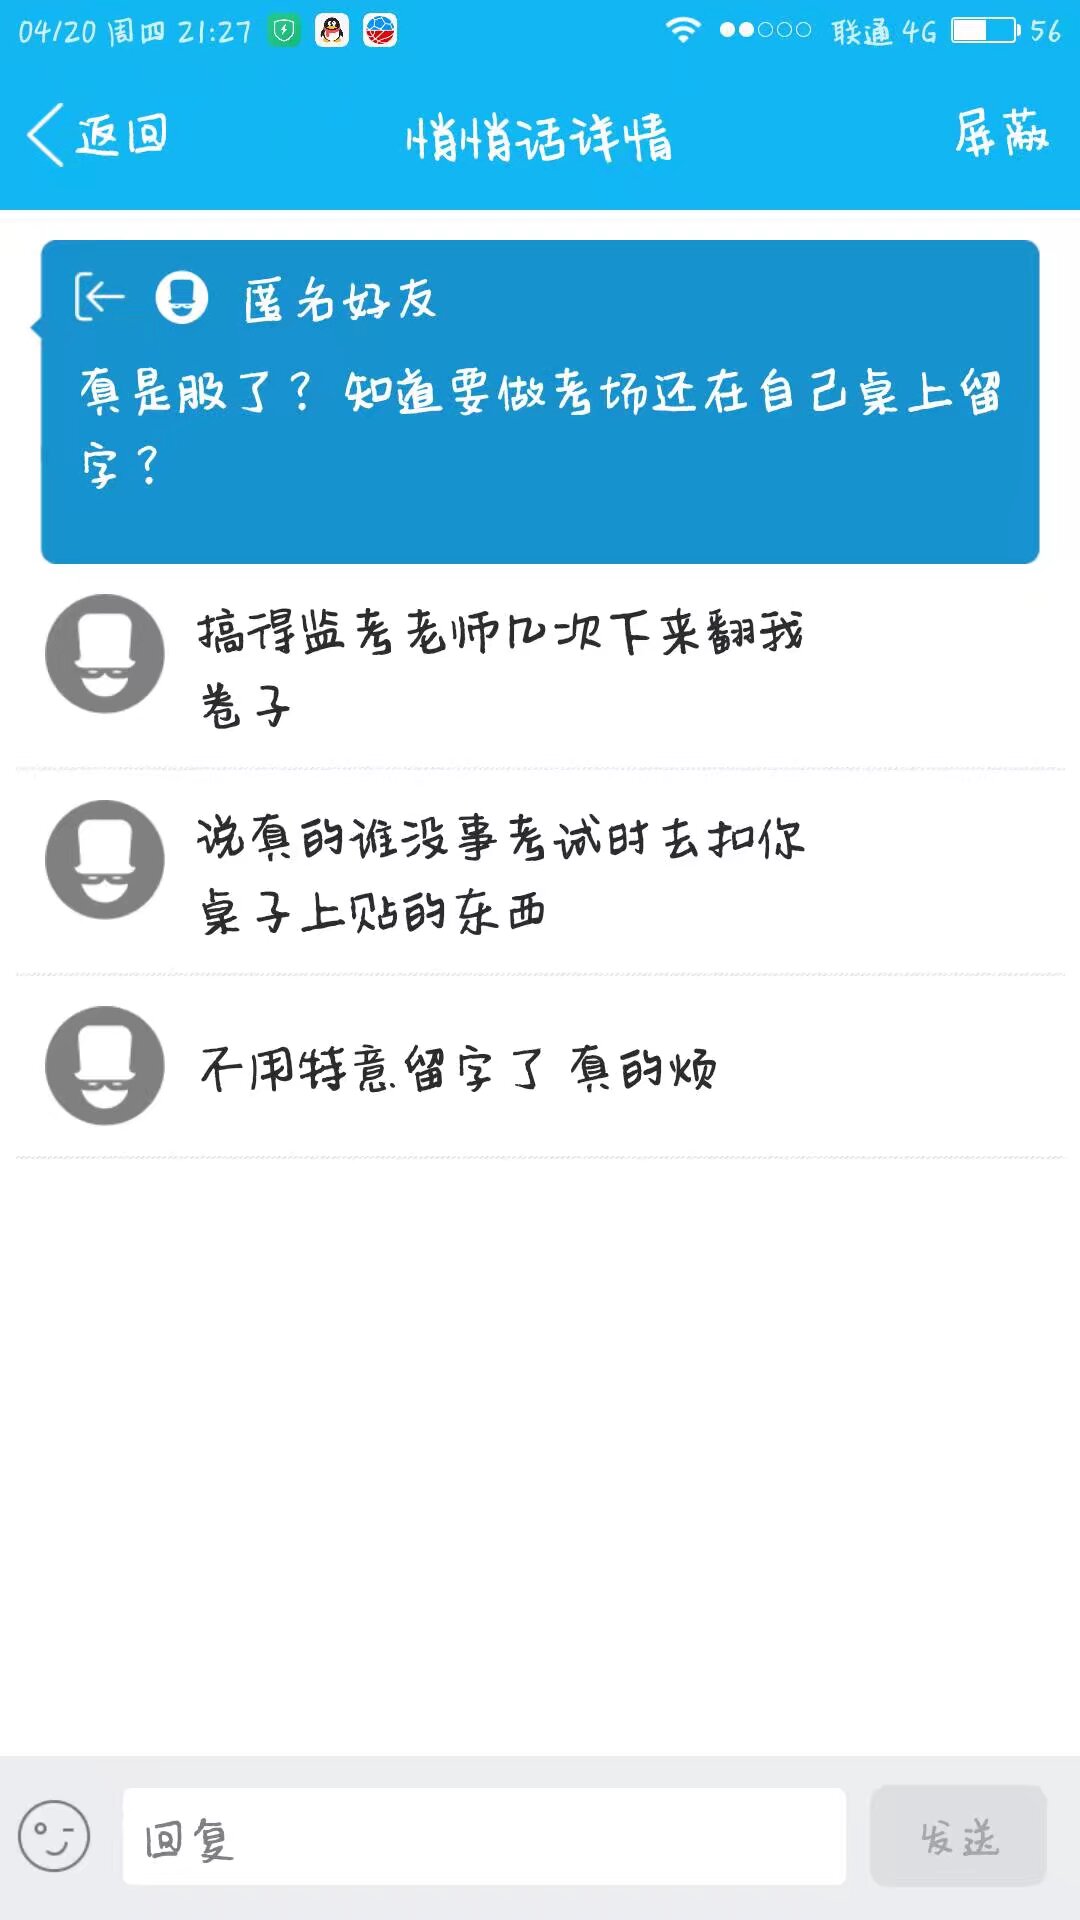 04/20 周四 21:27 联通 4G 56
返回 悄悄话详情 屏蔽
匿名好友
真是服了？知道要做考场还在自己桌上留
字？
搞得监考老师几次下来翻我
卷子
说真的谁没事考试时去扣你
桌子上贴的东西
不用特意留字了 真的烦
回复 发送